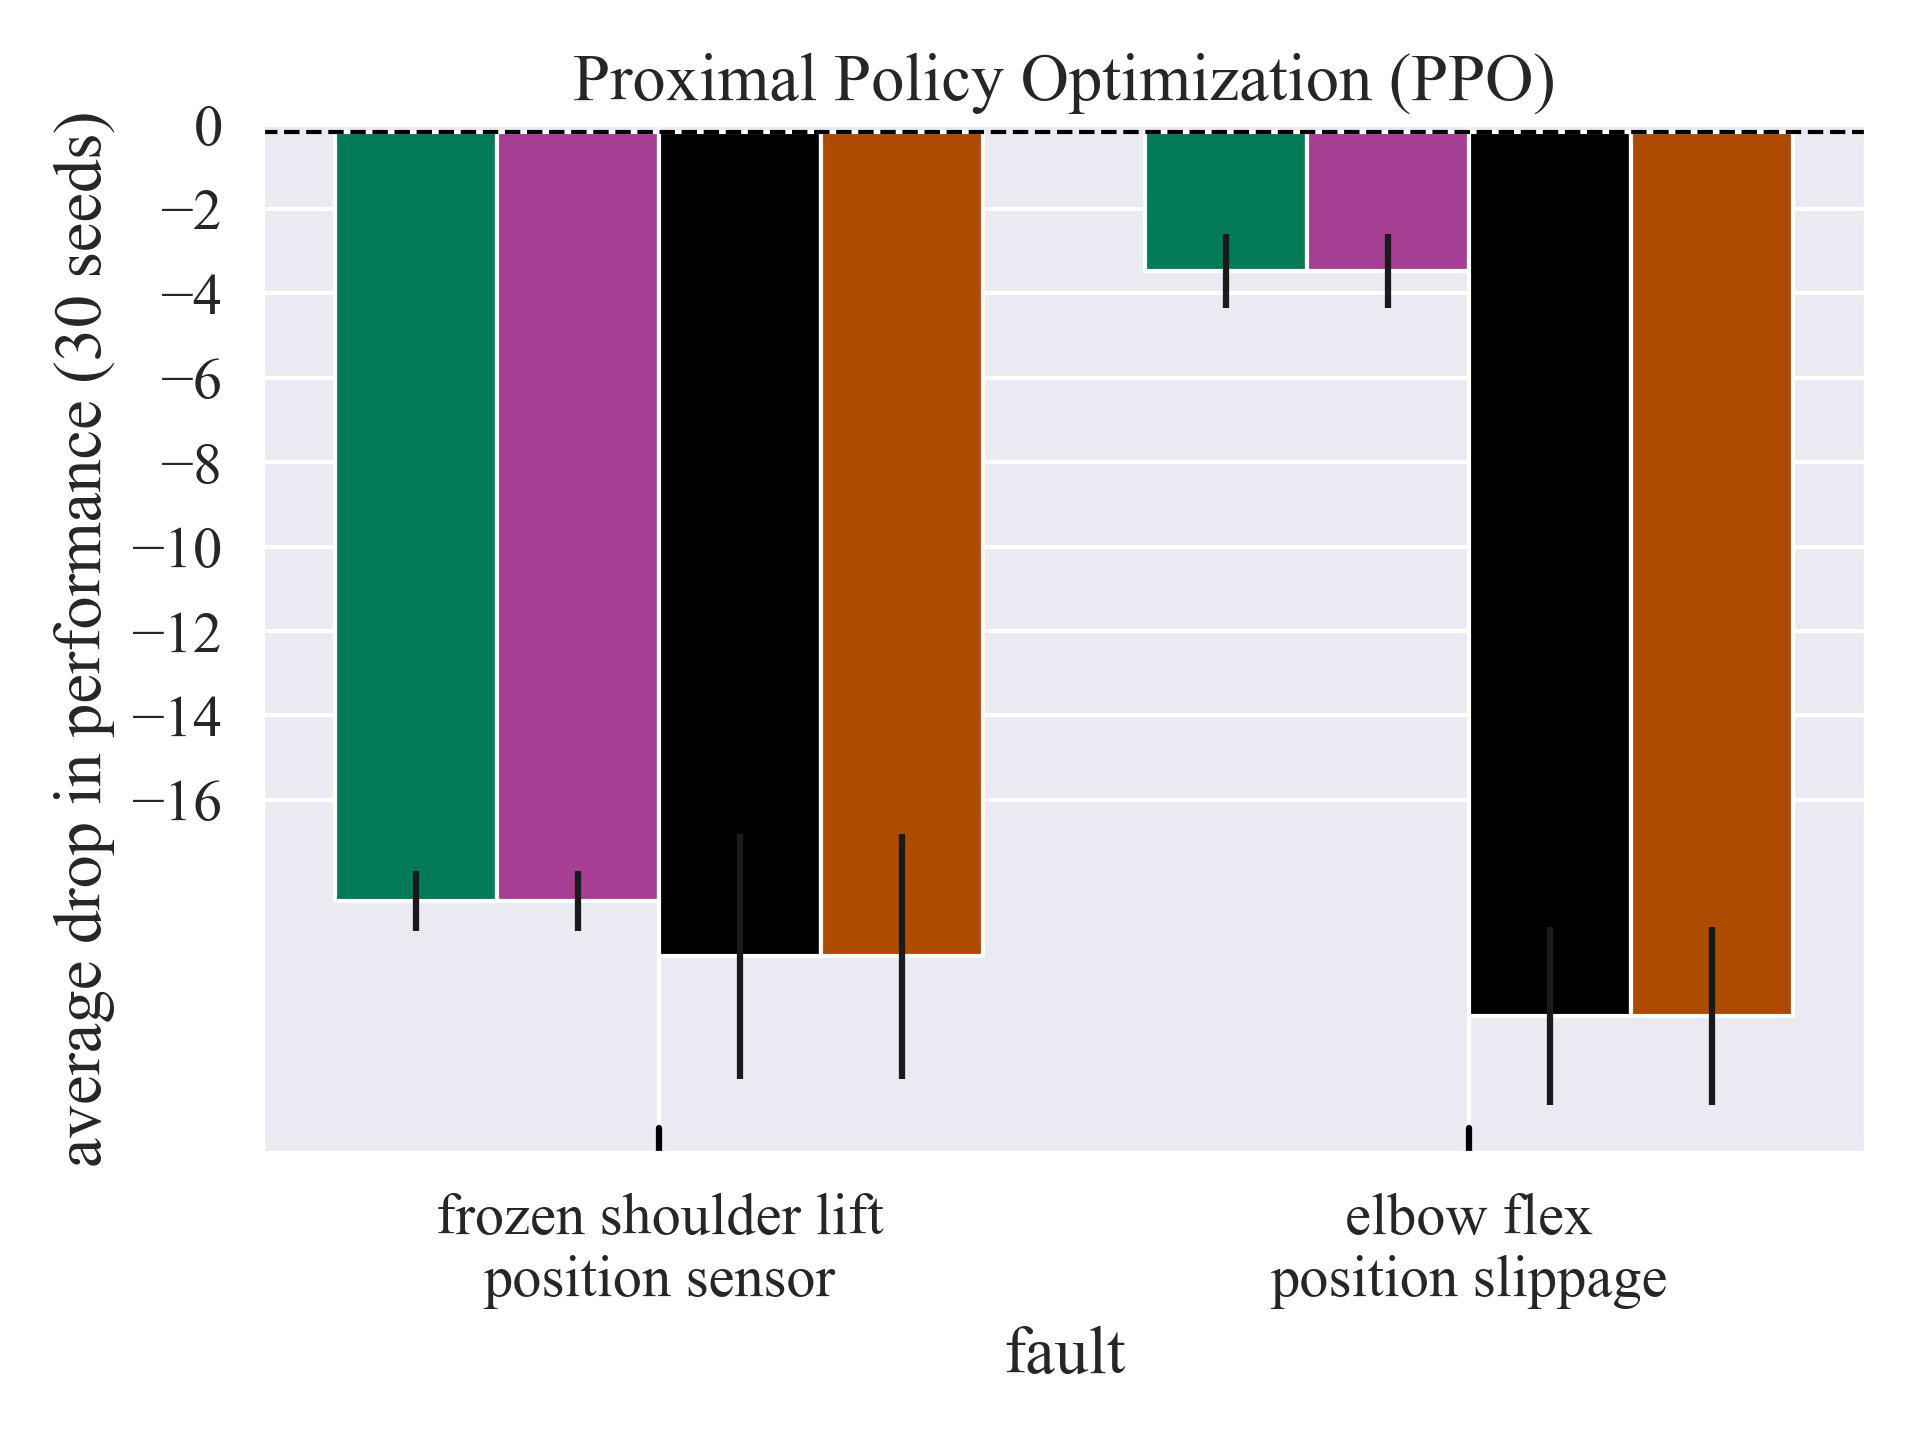 Proximal Policy Optimization (PPO)
average drop in performance (30 seeds)
0
−2
−4
−6
−8
−10
−12
−14
−16
frozen shoulder lift
position sensor
elbow flex
position slippage
fault